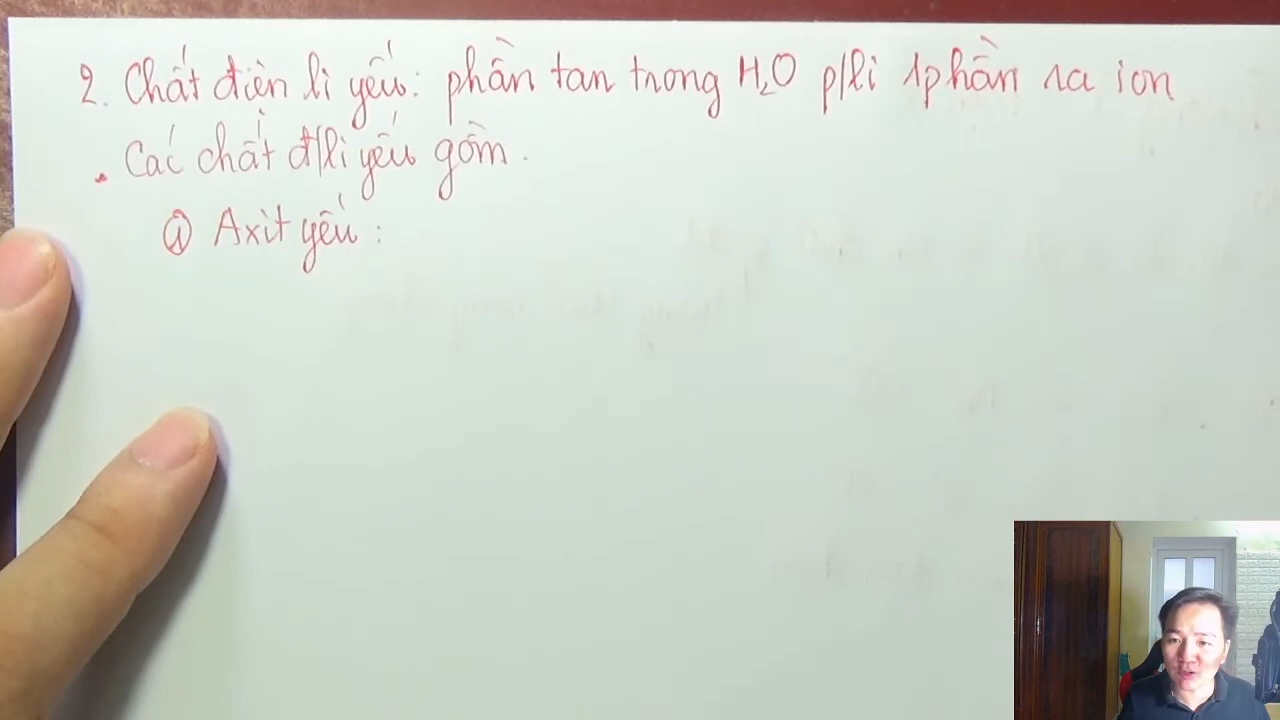 2. Chất điện li yếu: phần tan trong H₂O p/li 1phần ra ion
. Các chất đ/li yếu gồm.
① Axit yếu: